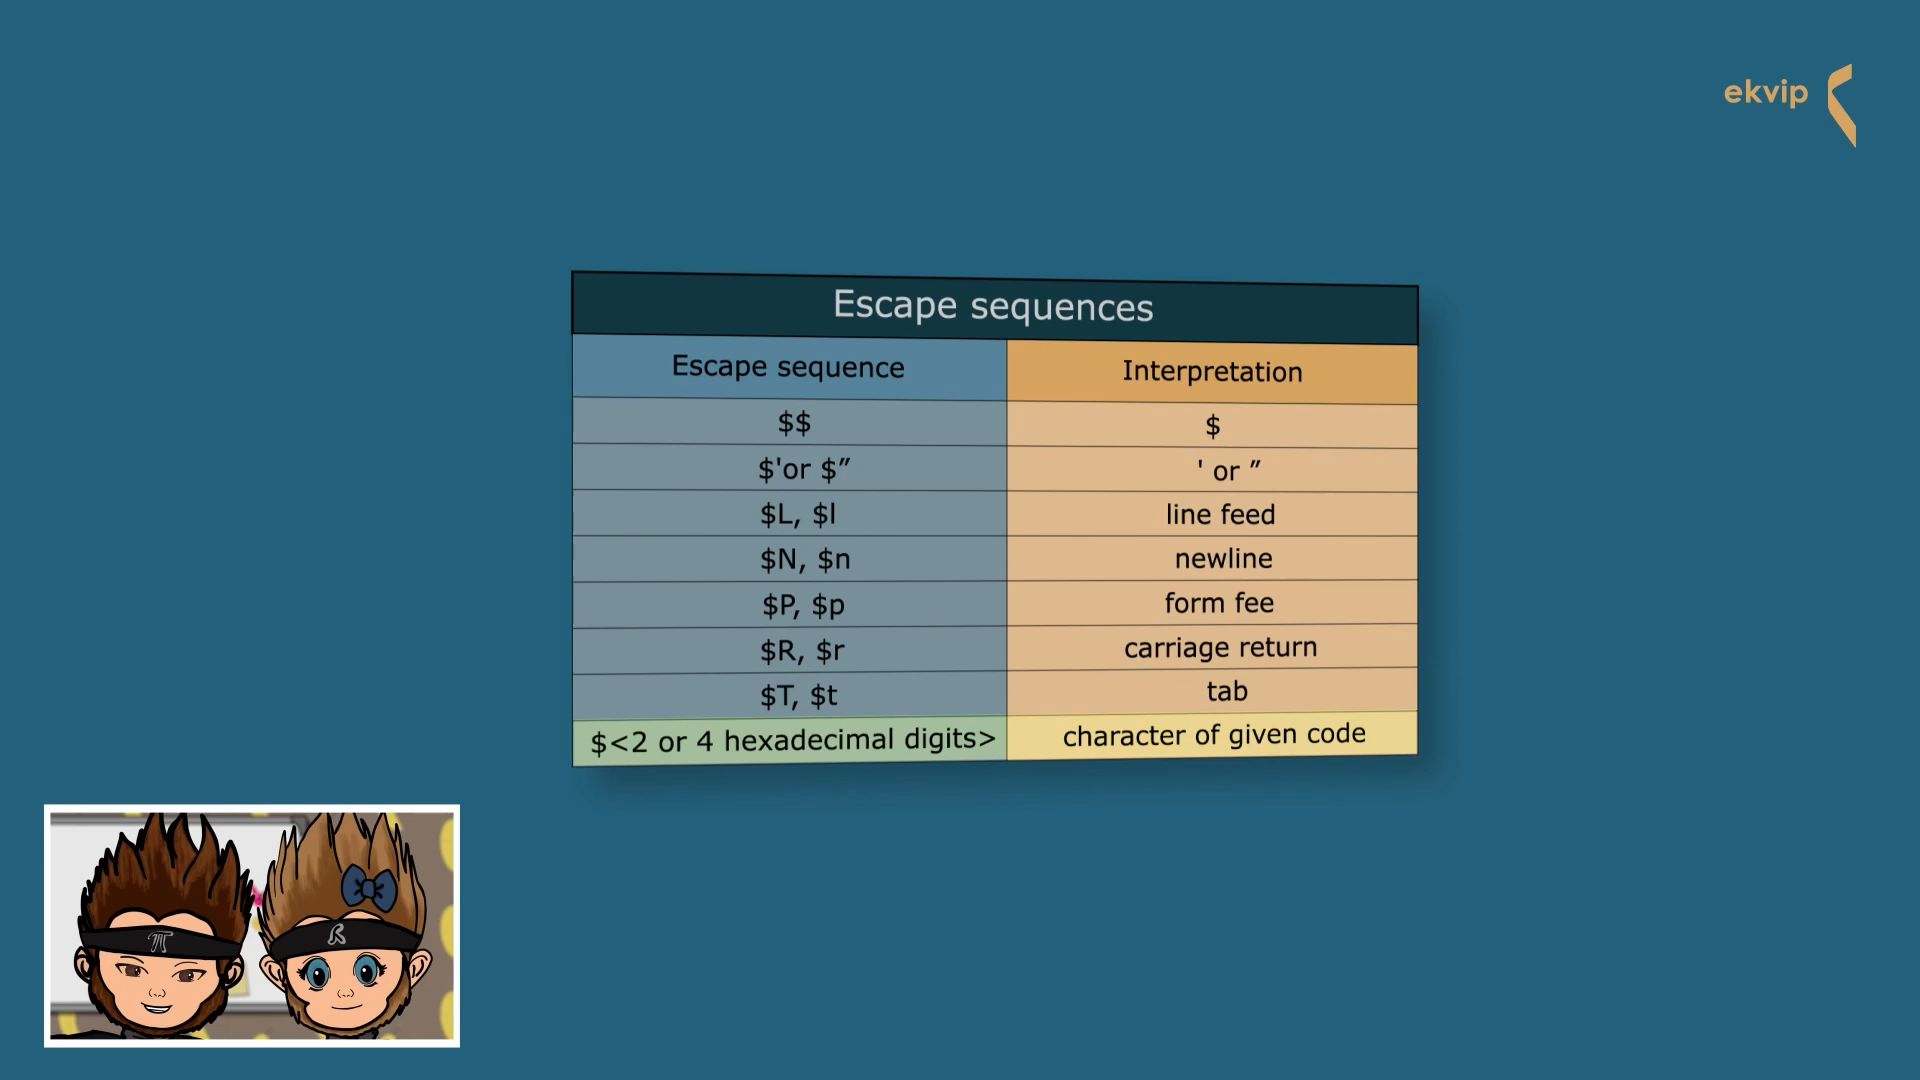 ekvip
Escape sequences
Escape sequence Interpretation
$$ $
$'or $” ' or ”
$L, $l line feed
$N, $n newline
$P, $p form fee
$R, $r carriage return
$T, $t tab
$<2 or 4 hexadecimal digits> character of given code
π ß